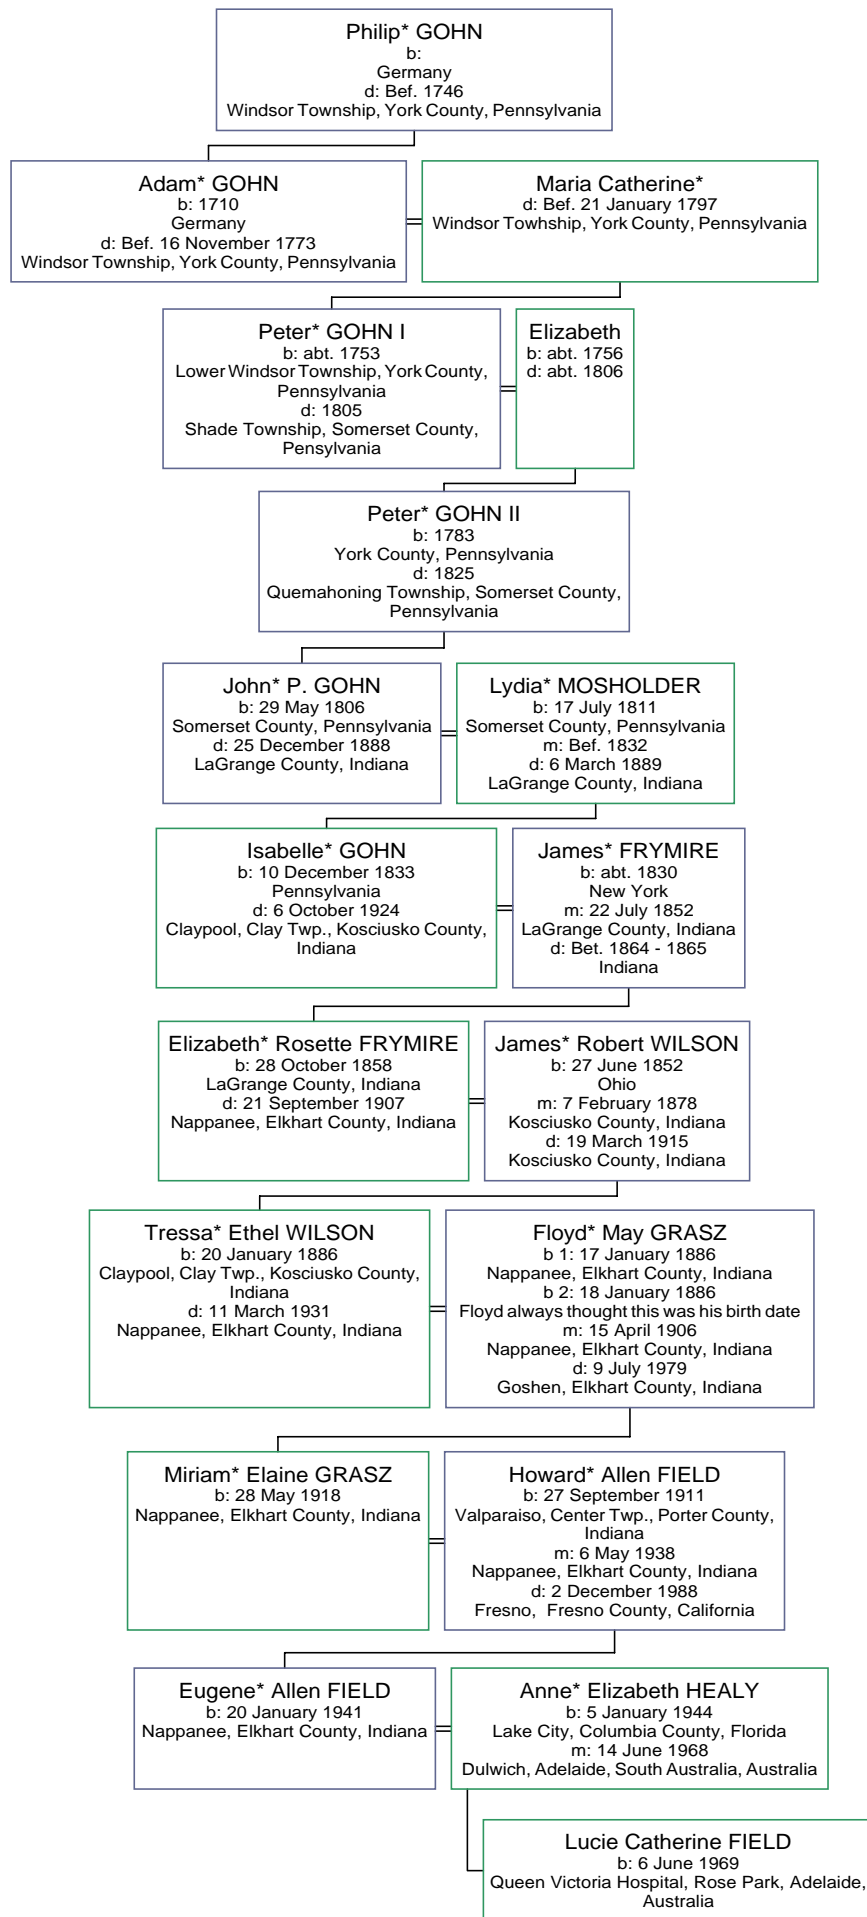 Philip* GOHN
b:
Germany
d: Bef. 1746
Windsor Township, York County, Pennsylvania
Adam* GOHN
b: 1710
Germany
d: Bef. 16 November 1773
Windsor Township, York County, Pennsylvania
Maria Catherine*
d: Bef. 21 January 1797
Windsor Towhship, York County, Pennsylvania
Peter* GOHN I
b: abt. 1753
Lower Windsor Township, York County,
Pennsylvania
d: 1805
Shade Township, Somerset County,
Pensylvania
Elizabeth
b: abt. 1756
d: abt. 1806
Peter* GOHN II
b: 1783
York County, Pennsylvania
d: 1825
Quemahoning Township, Somerset County,
Pennsylvania
John* P. GOHN
b: 29 May 1806
Somerset County, Pennsylvania
d: 25 December 1888
LaGrange County, Indiana
Lydia* MOSHOLDER
b: 17 July 1811
Somerset County, Pennsylvania
m: Bef. 1832
d: 6 March 1889
LaGrange County, Indiana
Isabelle* GOHN
b: 10 December 1833
Pennsylvania
d: 6 October 1924
Claypool, Clay Twp., Kosciusko County,
Indiana
James* FRYMIRE
b: abt. 1830
New York
m: 22 July 1852
LaGrange County, Indiana
d: Bet. 1864 - 1865
Indiana
Elizabeth* Rosette FRYMIRE
b: 28 October 1858
LaGrange County, Indiana
d: 21 September 1907
Nappanee, Elkhart County, Indiana
James* Robert WILSON
b: 27 June 1852
Ohio
m: 7 February 1878
Kosciusko County, Indiana
d: 19 March 1915
Kosciusko County, Indiana
Tressa* Ethel WILSON
b: 20 January 1886
Claypool, Clay Twp., Kosciusko County,
Indiana
d: 11 March 1931
Nappanee, Elkhart County, Indiana
Floyd* May GRASZ
b 1: 17 January 1886
Nappanee, Elkhart County, Indiana
b 2: 18 January 1886
Floyd always thought this was his birth date
m: 15 April 1906
Nappanee, Elkhart County, Indiana
d: 9 July 1979
Goshen, Elkhart County, Indiana
Miriam* Elaine GRASZ
b: 28 May 1918
Nappanee, Elkhart County, Indiana
Howard* Allen FIELD
b: 27 September 1911
Valparaiso, Center Twp., Porter County,
Indiana
m: 6 May 1938
Nappanee, Elkhart County, Indiana
d: 2 December 1988
Fresno, Fresno County, California
Eugene* Allen FIELD
b: 20 January 1941
Nappanee, Elkhart County, Indiana
Anne* Elizabeth HEALY
b: 5 January 1944
Lake City, Columbia County, Florida
m: 14 June 1968
Dulwich, Adelaide, South Australia, Australia
Lucie Catherine FIELD
b: 6 June 1969
Queen Victoria Hospital, Rose Park, Adelaide,
Australia